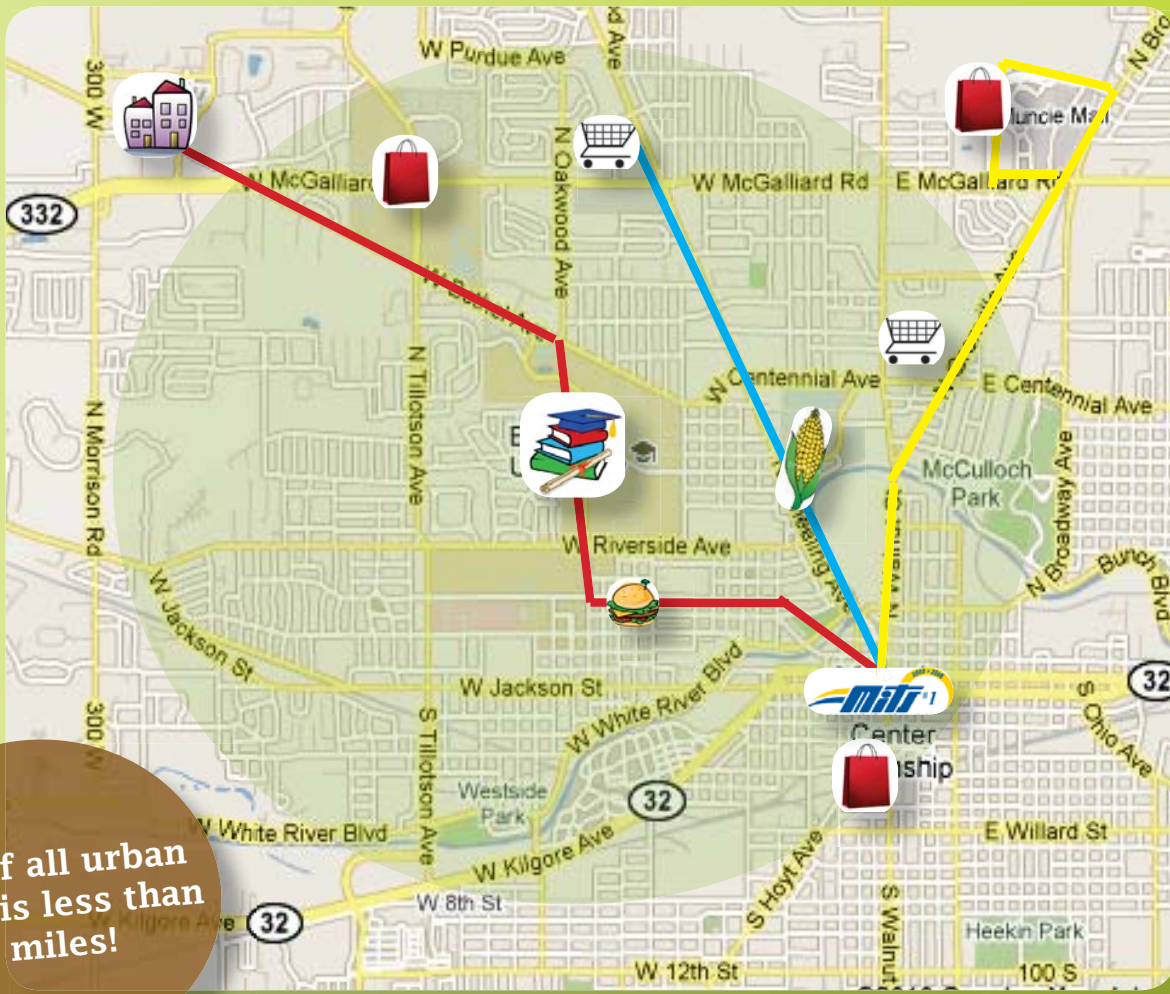 W Purdue Ave
300 W
N Oakwood Ave
Muncie Mall
332
W McGalliard
W McGalliard Rd
E McGalliard Rd
N Tillotson Ave
W Centennial Ave
E Centennial Ave
N Morrison Rd
McCulloch
Park
N Broadway Ave
W Riverside Ave
Bunch Blvd
W Jackson St
W Jackson St
W White River Blvd
MITS
#1
32
Center
S Ohio Ave
300 W
S Tillotson Ave
Westside
Park
32
W White River Blvd
W Kilgore Ave
E Willard St
f all urban
is less than
miles!
Kilgore Ave
32
W 8th St
S Hoyt Ave
S Walnut
Heekin Park
W 12th St
100 S